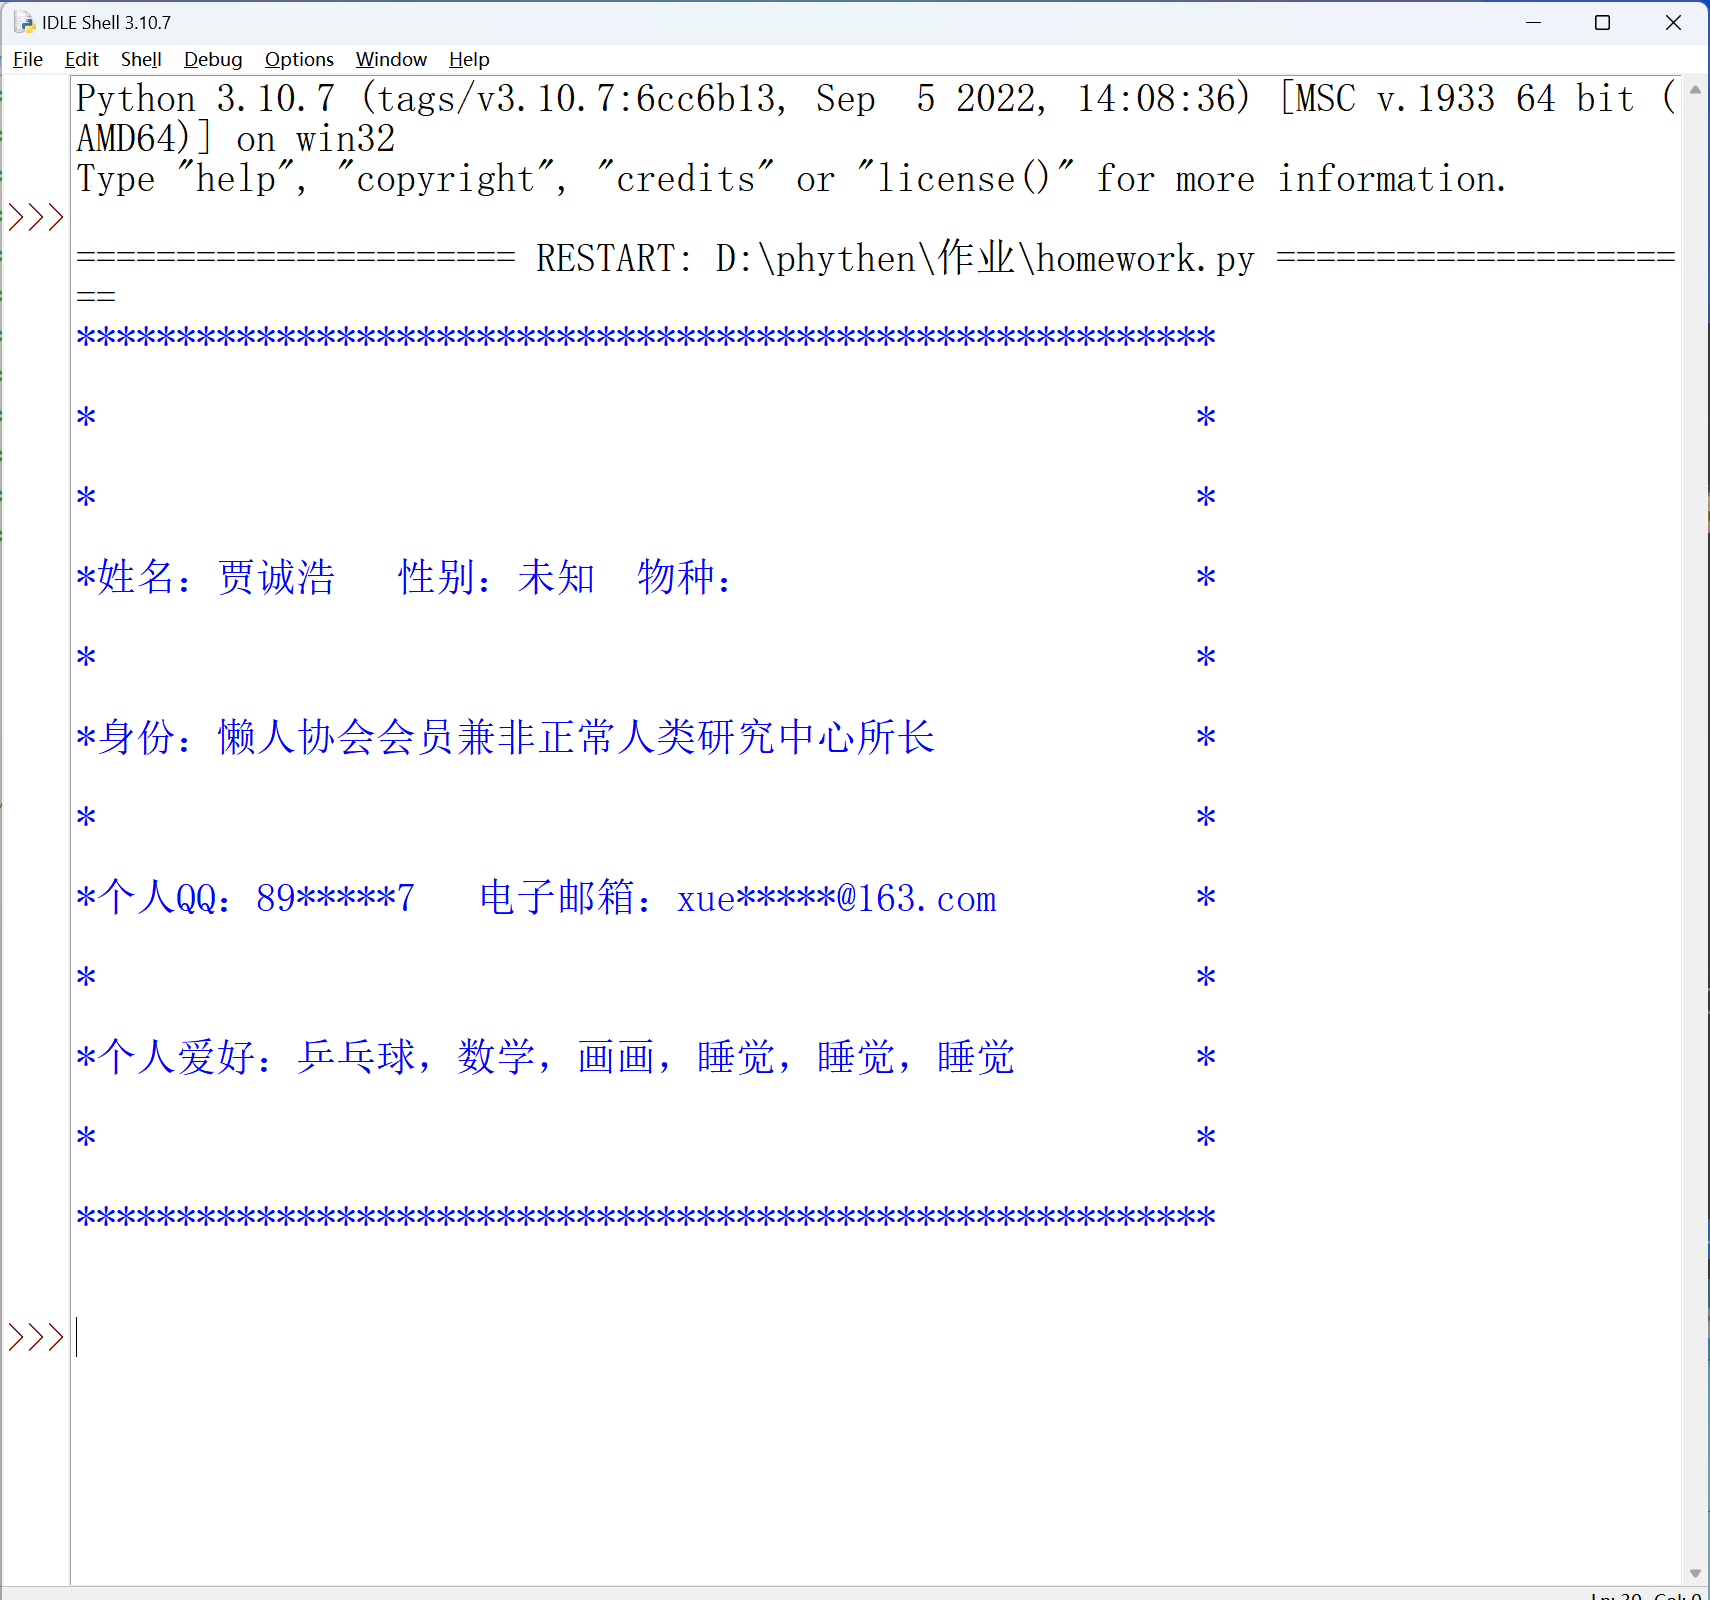 IDLE Shell 3.10.7
File Edit Shell Debug Options Window Help
Python 3.10.7 (tags/v3.10.7:6cc6b13, Sep  5 2022, 14:08:36) [MSC v.1933 64 bit (
AMD64)] on win32
Type "help", "copyright", "credits" or "license()" for more information.
>>>
====================== RESTART: D:\phythen\作业\homework.py ====================
==
*********************************************************
*                                                       *
*                                                       *
*姓名：贾诚浩   性别：未知  物种：                       *
*                                                       *
*身份：懒人协会会员兼非正常人类研究中心所长             *
*                                                       *
*个人QQ：89*****7   电子邮箱：xue*****@163.com          *
*                                                       *
*个人爱好：乒乓球，数学，画画，睡觉，睡觉，睡觉         *
*                                                       *
*********************************************************
>>>
Ln: 30 Col: 0